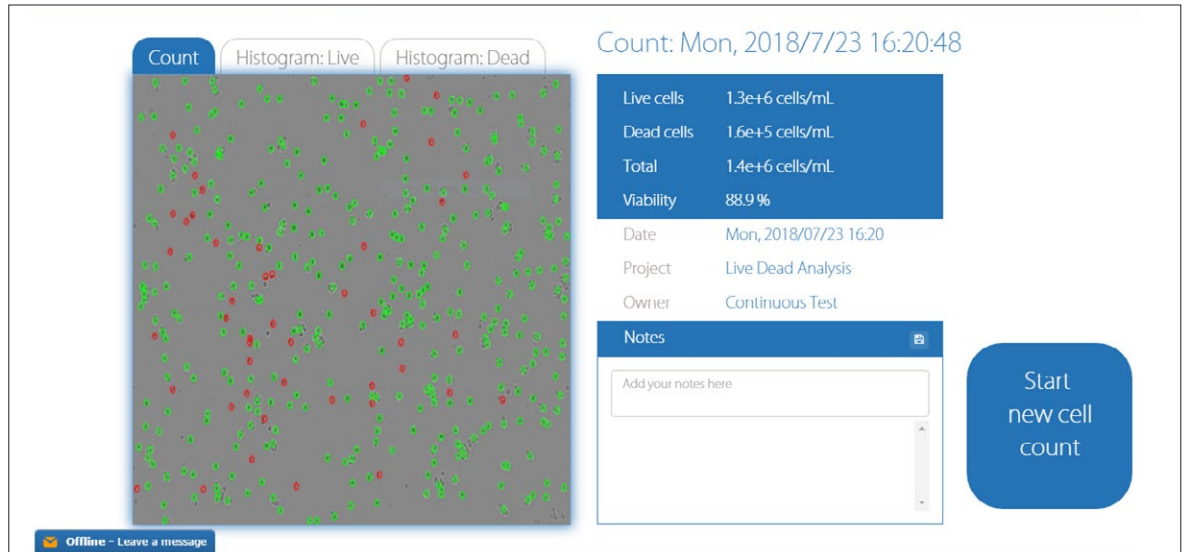 Count
Histogram: Live
Histogram: Dead
Count: Mon, 2018/7/23 16:20:48
Live cells 1.3e+6 cells/mL
Dead cells 1.6e+5 cells/mL
Total 1.4e+6 cells/mL
Viability 88.9 %
Date Mon, 2018/07/23 16:20
Project Live Dead Analysis
Owner Continuous Test
Notes
Add your notes here
Start
new cell
count
Offline - Leave a message